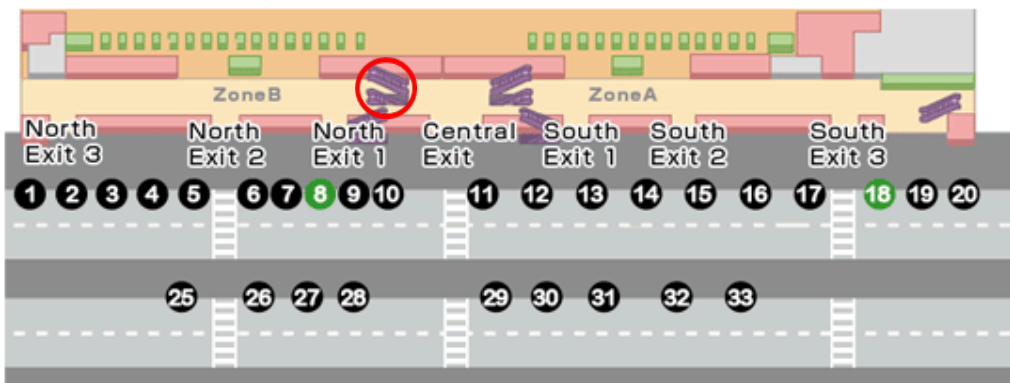 ZoneB
ZoneA
North
Exit 3
North
Exit 2
North
Exit 1
Central
Exit
South
Exit 1
South
Exit 2
South
Exit 3
1 2 3 4 5 6 7 8 9 10 11 12 13 14 15 16 17 18 19 20
25 26 27 28 29 30 31 32 33